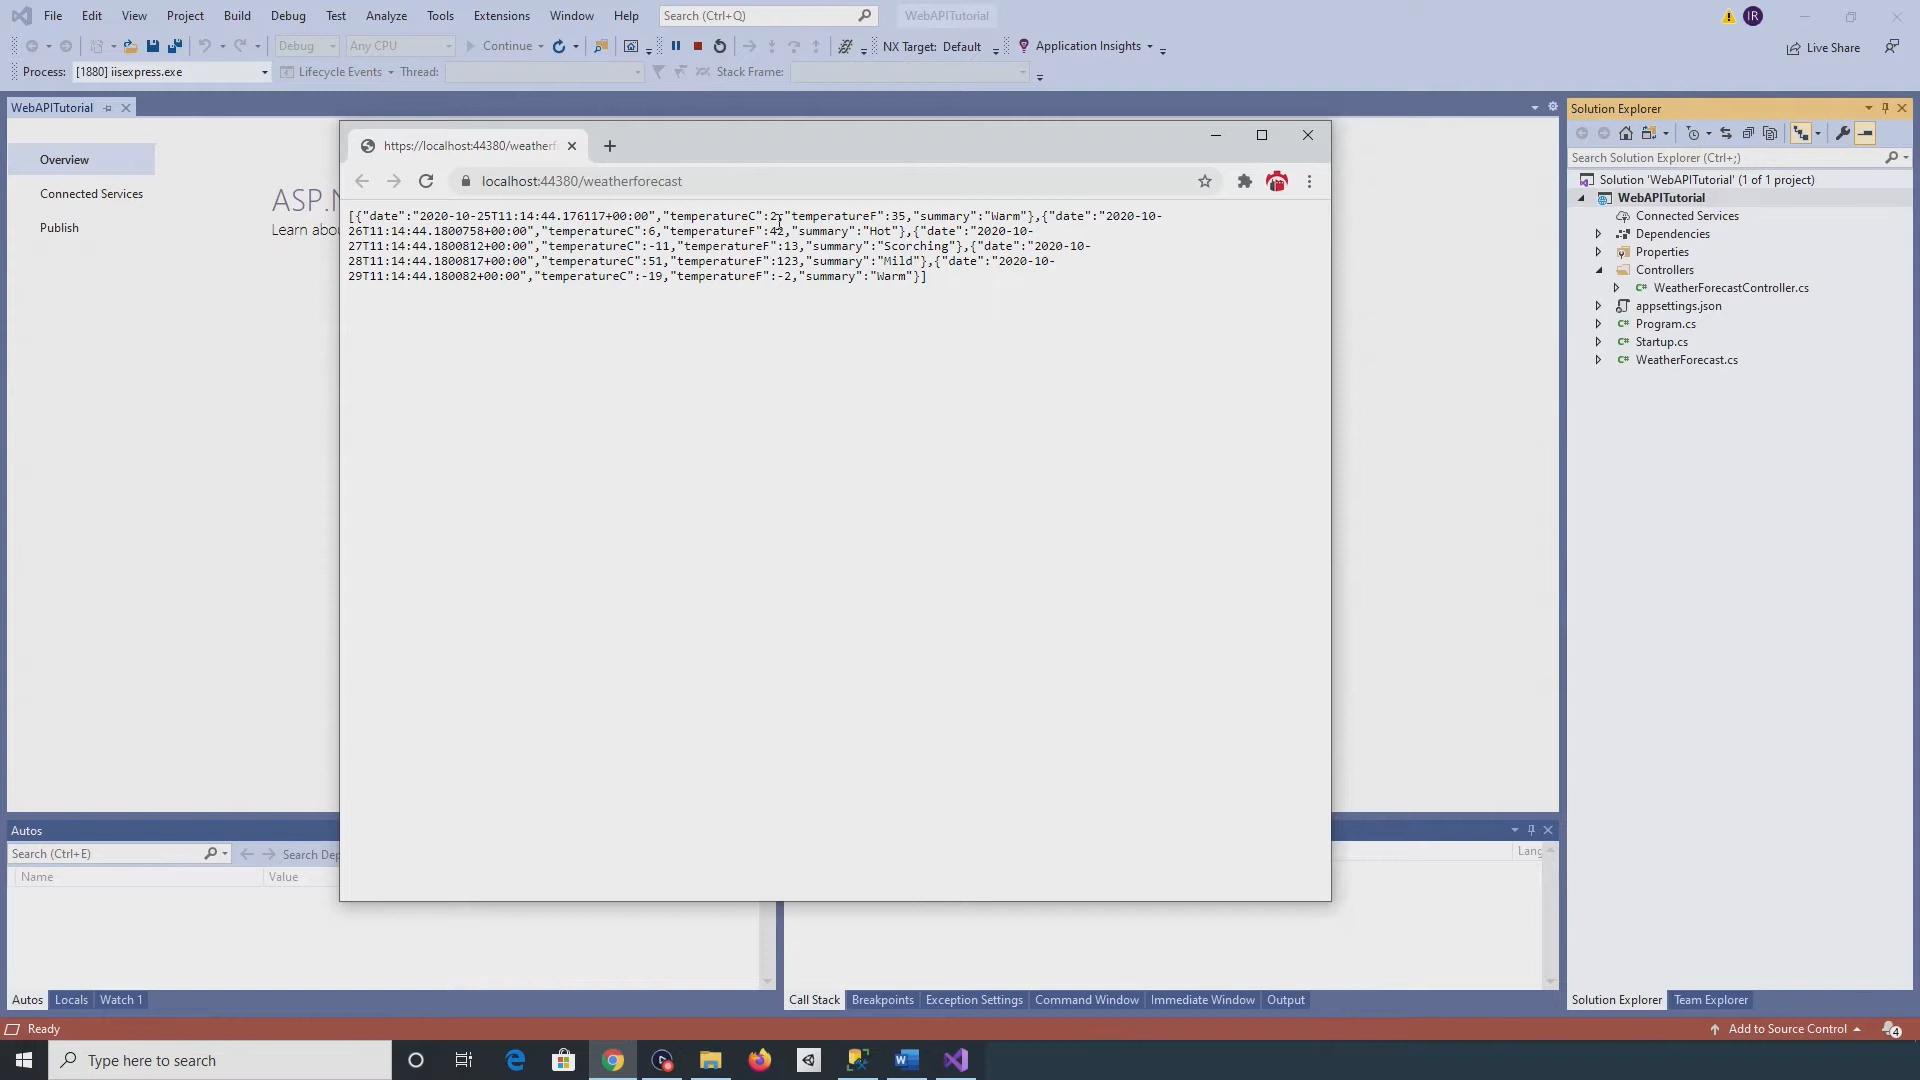 File Edit View Project Build Debug Test Analyze Tools Extensions Window Help Search (Ctrl+Q) WebAPITutorial IR
Debug Any CPU Continue NX Target: Default Application Insights Live Share
Process: [1880] iisexpress.exe Lifecycle Events Thread: Stack Frame:
WebAPITutorial
Overview
Connected Services
Publish
ASP.N
Learn abou
https://localhost:44380/weatherf
localhost:44380/weatherforecast
[{"date":"2020-10-25T11:14:44.176117+00:00","temperatureC":2,"temperatureF":35,"summary":"Warm"},{"date":"2020-10-
26T11:14:44.1800758+00:00","temperatureC":6,"temperatureF":42,"summary":"Hot"},{"date":"2020-10-
27T11:14:44.1800812+00:00","temperatureC":-11,"temperatureF":13,"summary":"Scorching"},{"date":"2020-10-
28T11:14:44.1800817+00:00","temperatureC":51,"temperatureF":123,"summary":"Mild"},{"date":"2020-10-
29T11:14:44.180082+00:00","temperatureC":-19,"temperatureF":-2,"summary":"Warm"}]
Solution Explorer
Search Solution Explorer (Ctrl+;)
Solution 'WebAPITutorial' (1 of 1 project)
WebAPITutorial
Connected Services
Dependencies
Properties
Controllers
C# WeatherForecastController.cs
appsettings.json
C# Program.cs
C# Startup.cs
C# WeatherForecast.cs
Autos
Search (Ctrl+E) Search Dep
Name Value
Lang
Autos Locals Watch 1
Call Stack Breakpoints Exception Settings Command Window Immediate Window Output
Solution Explorer Team Explorer
Ready Add to Source Control 4
Type here to search